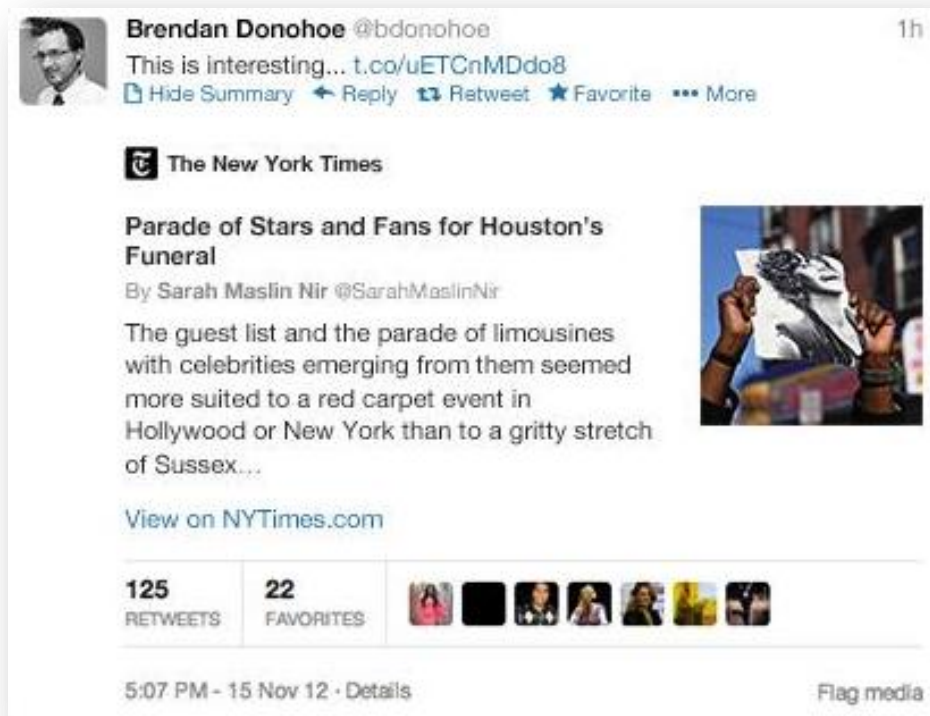 Brendan Donohoe @bdonohoe 1h
This is interesting... t.co/uETCnMDdo8
Hide Summary Reply Retweet Favorite More
The New York Times
Parade of Stars and Fans for Houston's
Funeral
By Sarah Maslin Nir @SarahMaslinNir
The guest list and the parade of limousines
with celebrities emerging from them seemed
more suited to a red carpet event in
Hollywood or New York than to a gritty stretch
of Sussex...
View on NYTimes.com
125 22
RETWEETS FAVORITES
5:07 PM - 15 Nov 12 · Details Flag media